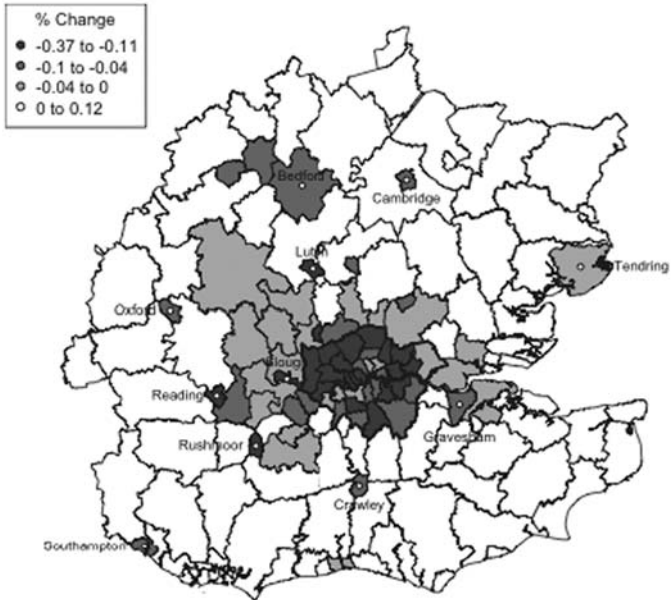 % Change
-0.37 to -0.11
-0.1 to -0.04
-0.04 to 0
0 to 0.12
Bedford
Cambridge
Luton
Tendring
Oxford
Sloug
Reading
Rushmoor
Gravesham
Crawley
Southampton